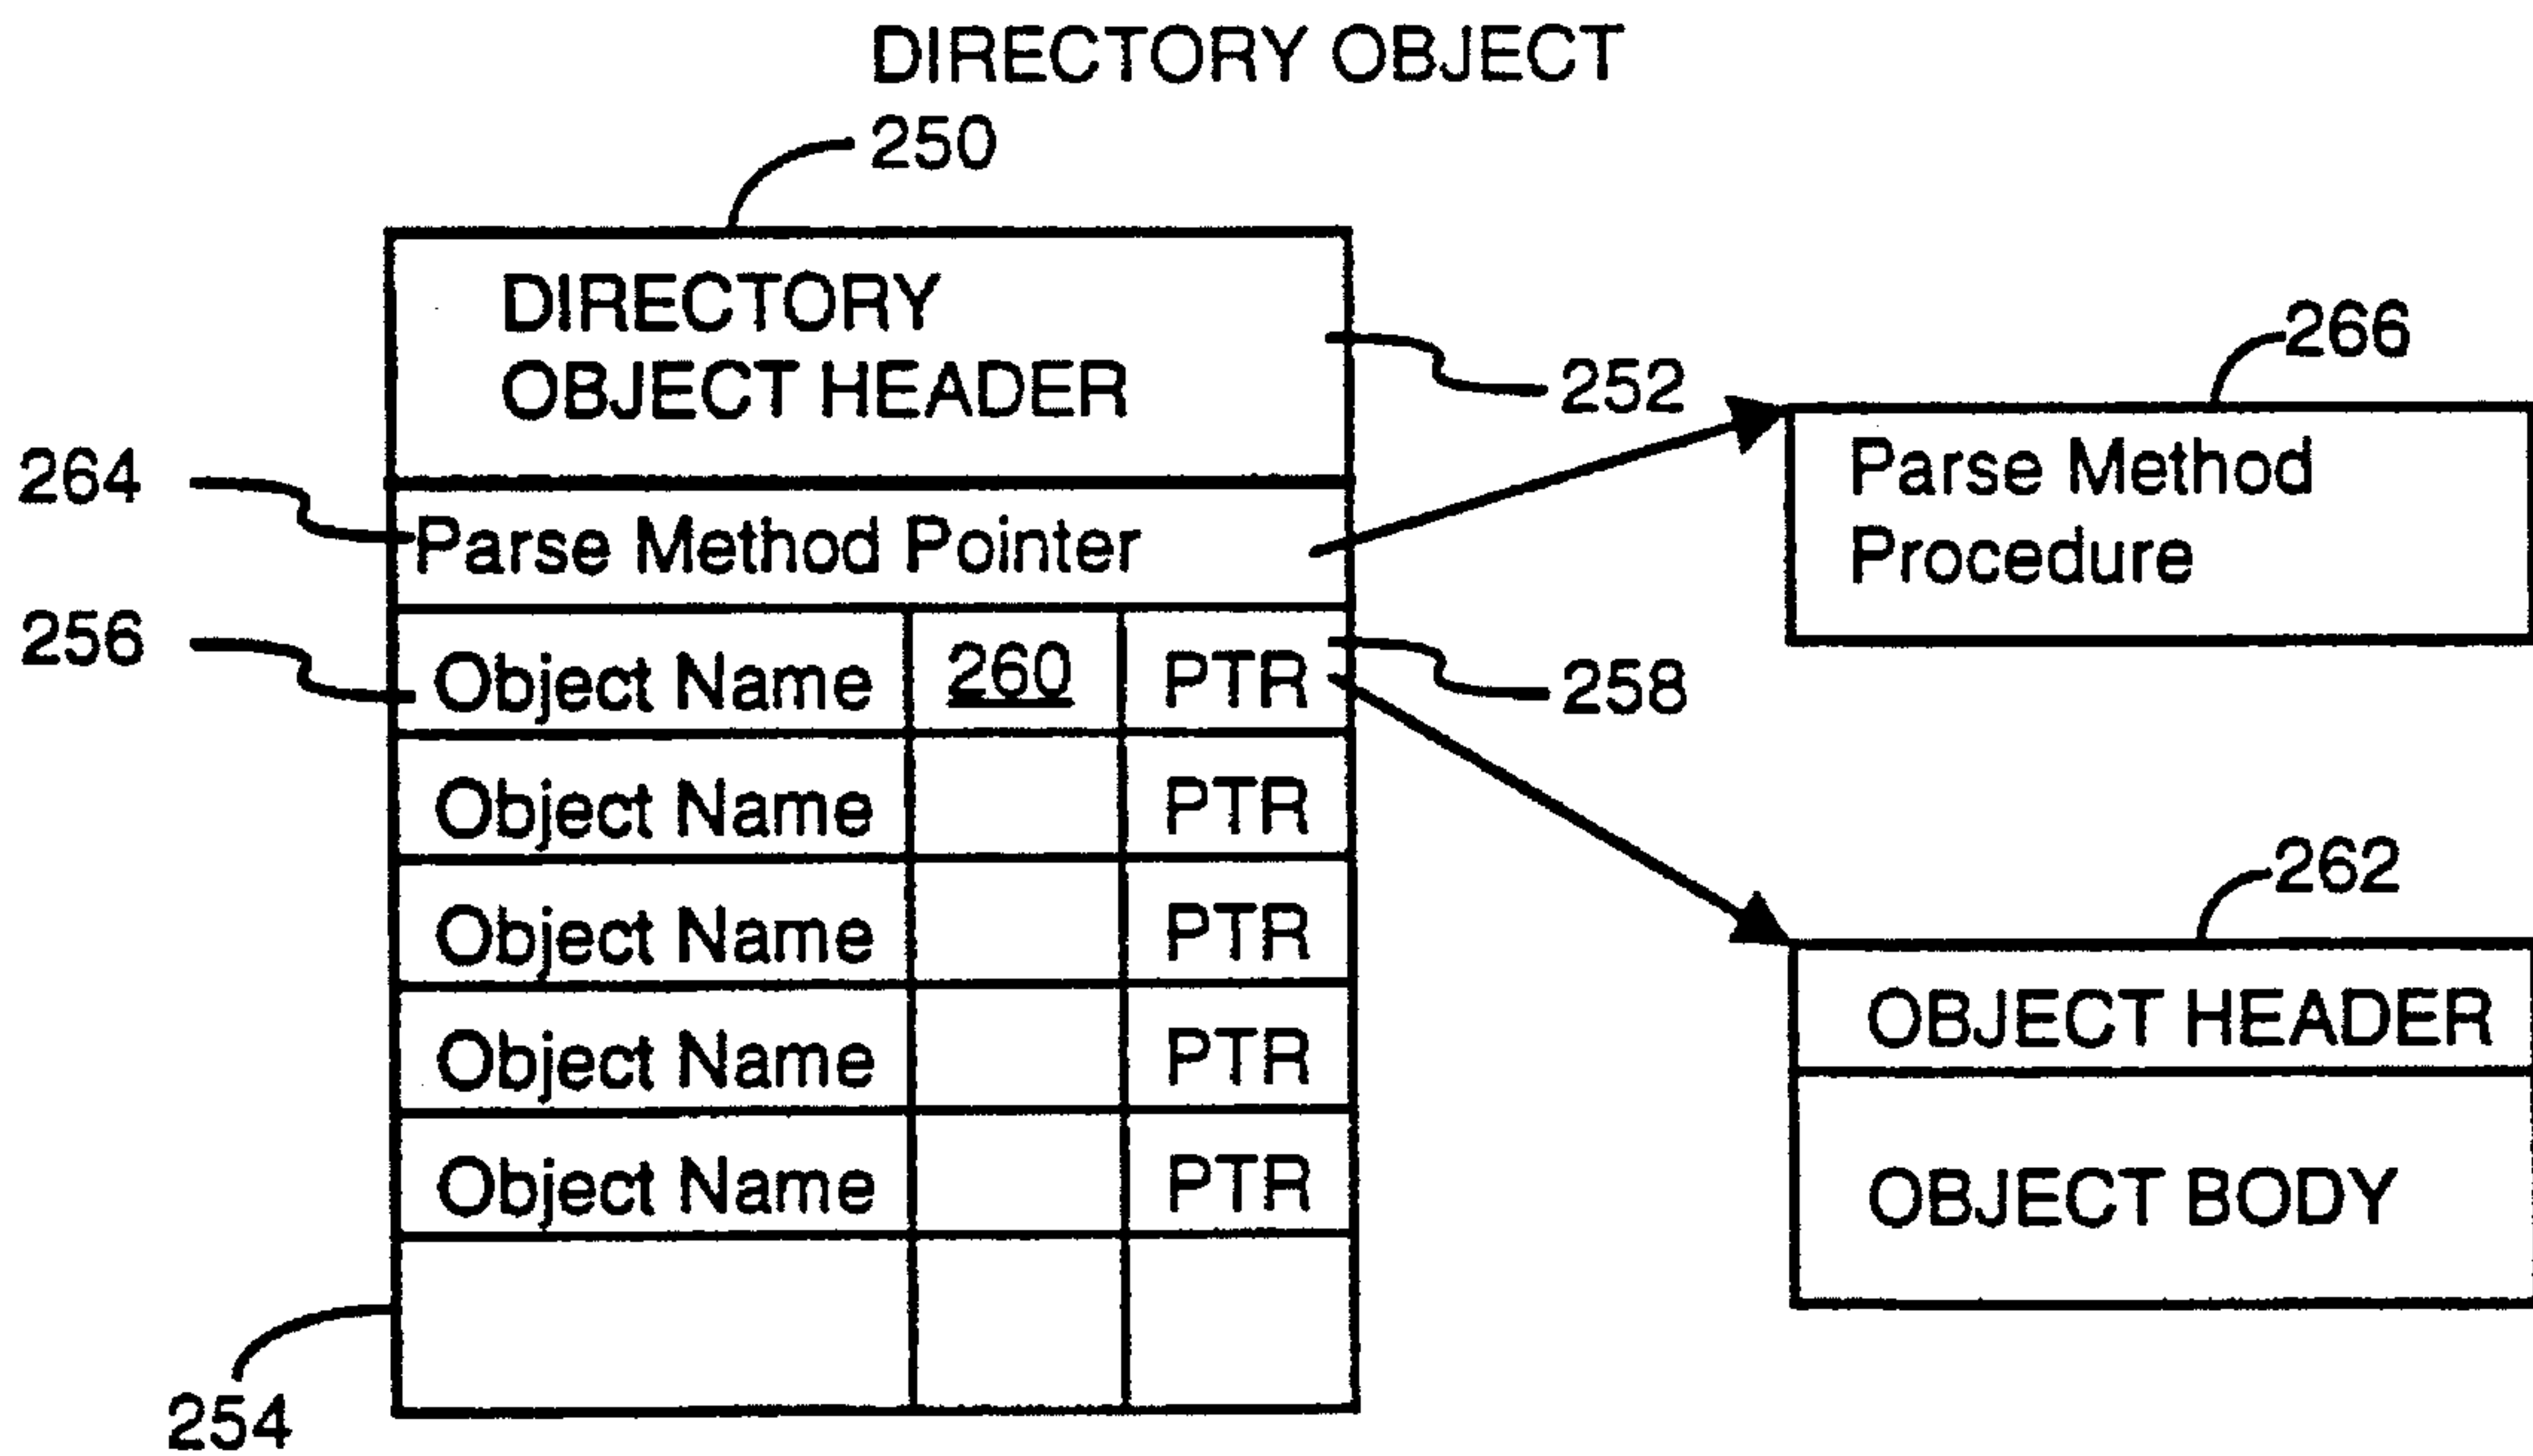 DIRECTORY OBJECT
250
DIRECTORY
OBJECT HEADER
252
266
264
Parse Method Pointer
Parse Method
Procedure
256
Object Name 260 PTR
258
Object Name PTR
Object Name PTR
262
Object Name PTR
OBJECT HEADER
Object Name PTR
OBJECT BODY
254